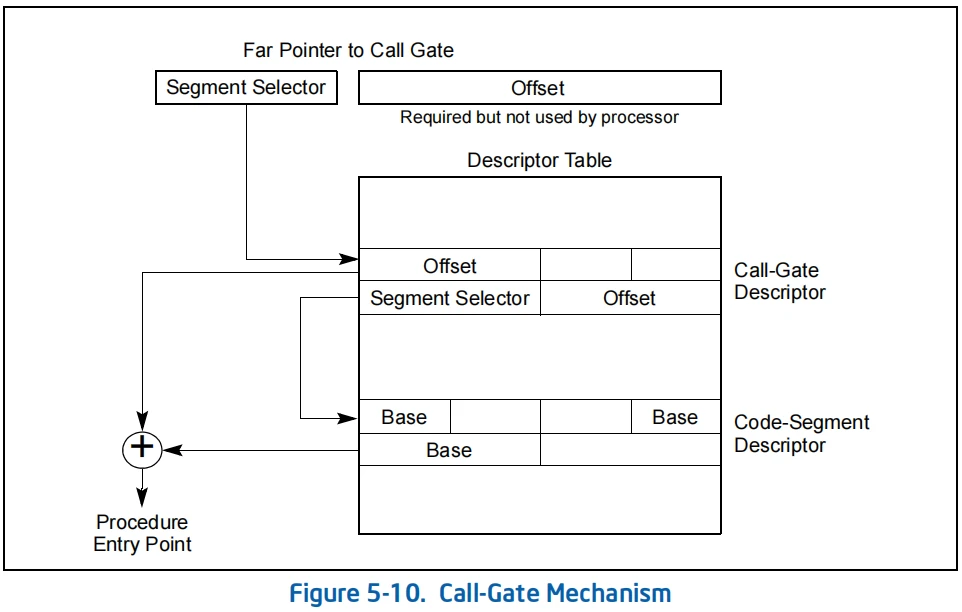 Far Pointer to Call Gate
Segment Selector
Offset
Required but not used by processor
Descriptor Table
Offset
Segment Selector
Offset
Call-Gate
Descriptor
Base
Base
Base
Code-Segment
Descriptor
+
Procedure
Entry Point
Figure 5-10. Call-Gate Mechanism